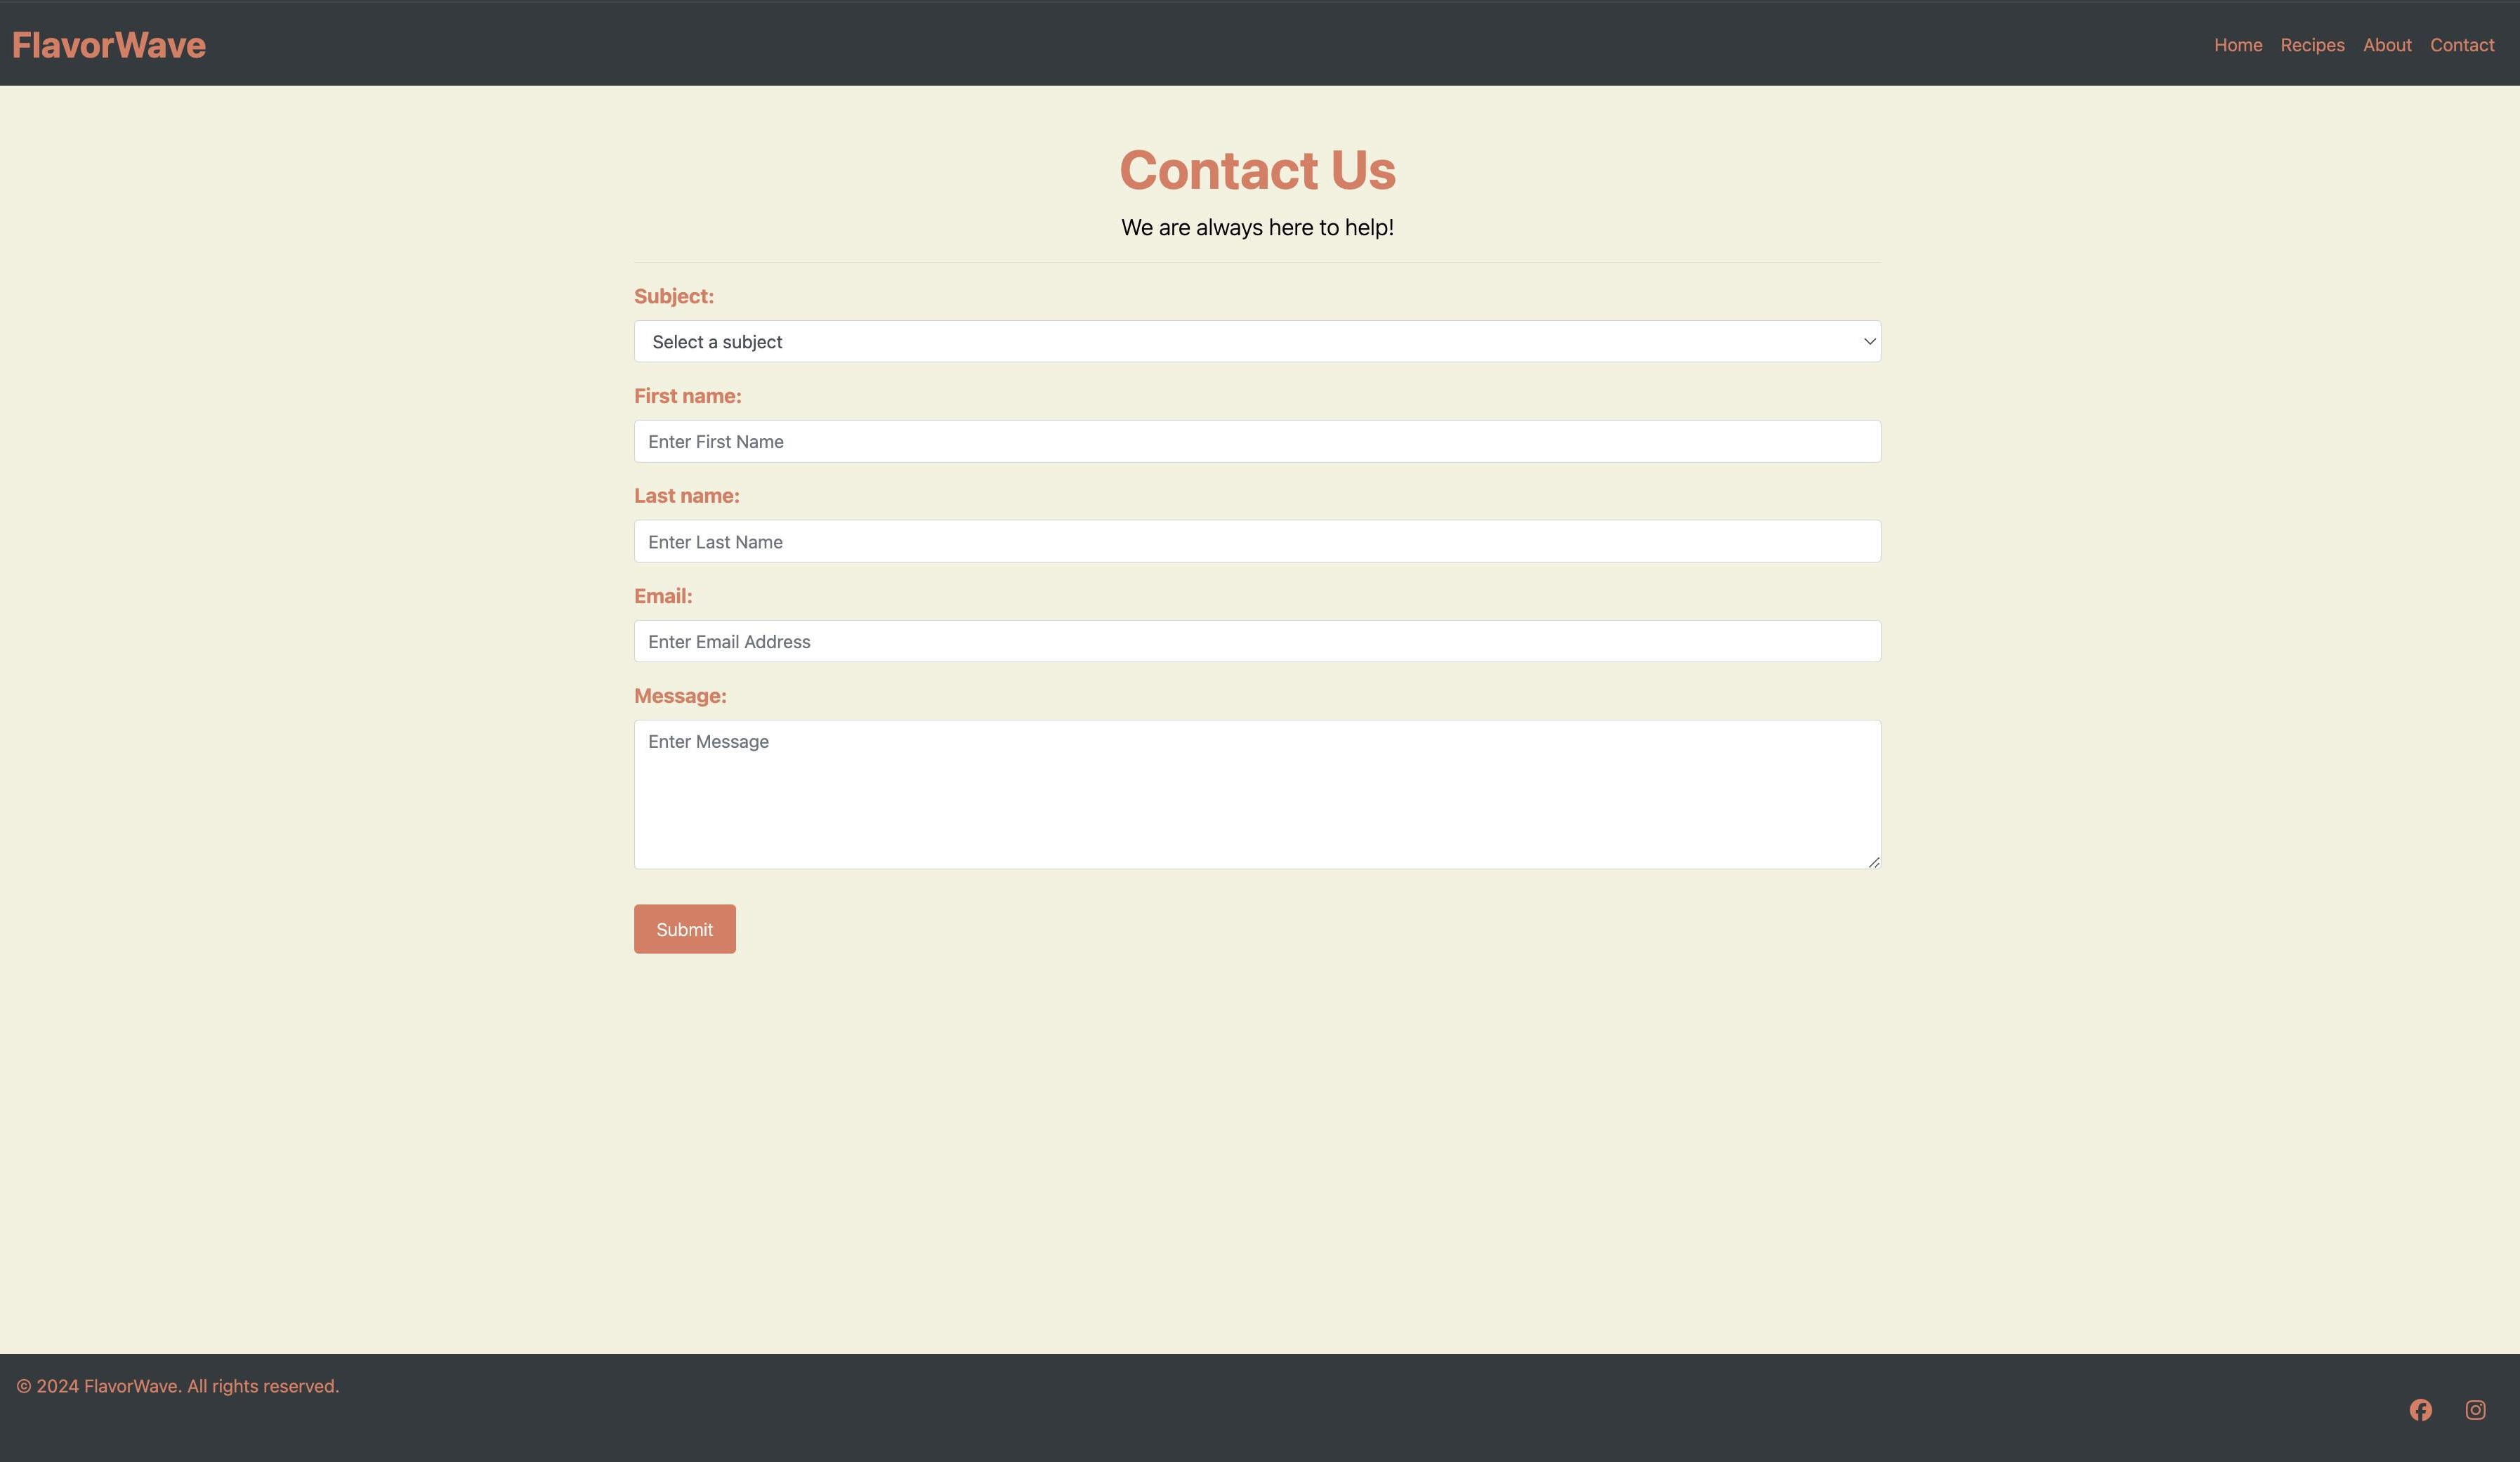 FlavorWave
Home Recipes About Contact
Contact Us
We are always here to help!
Subject:
Select a subject
First name:
Enter First Name
Last name:
Enter Last Name
Email:
Enter Email Address
Message:
Enter Message
Submit
© 2024 FlavorWave. All rights reserved.